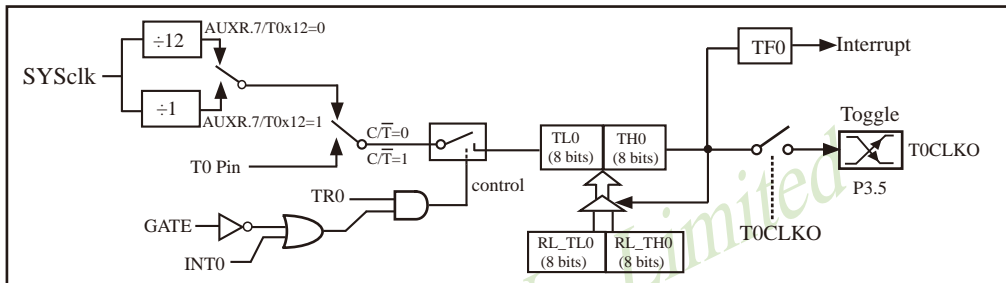 AUXR.7/T0x12=0
÷12
SYSclk
÷1
AUXR.7/T0x12=1
T0 Pin
C/T̅=0
C/T̅=1
control
TR0
GATE
INT0
TL0
(8 bits)
TH0
(8 bits)
RL_TL0
(8 bits)
RL_TH0
(8 bits)
TF0
Interrupt
Toggle
T0CLKO
P3.5
T0CLKO
Limited